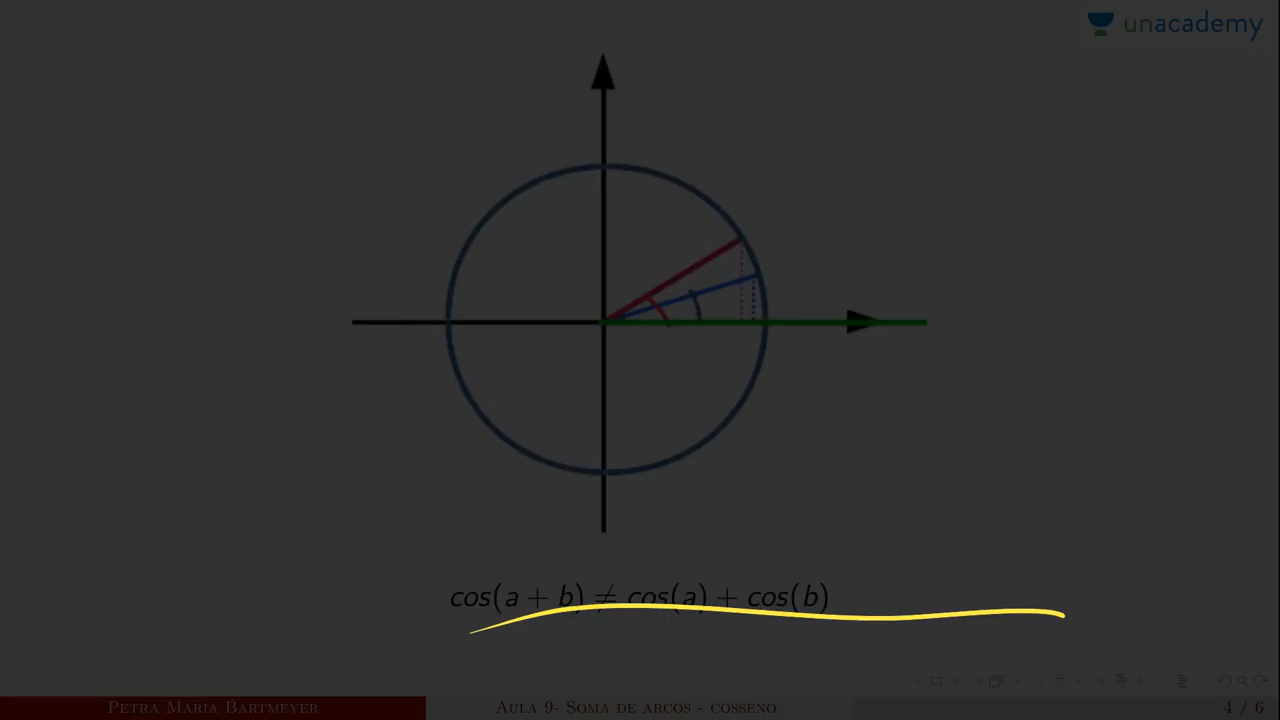 unacademy
cos(a + b) ≠ cos(a) + cos(b)
Petra Maria Bartmeyer
Aula 9- Soma de arcos - cosseno
4 / 6